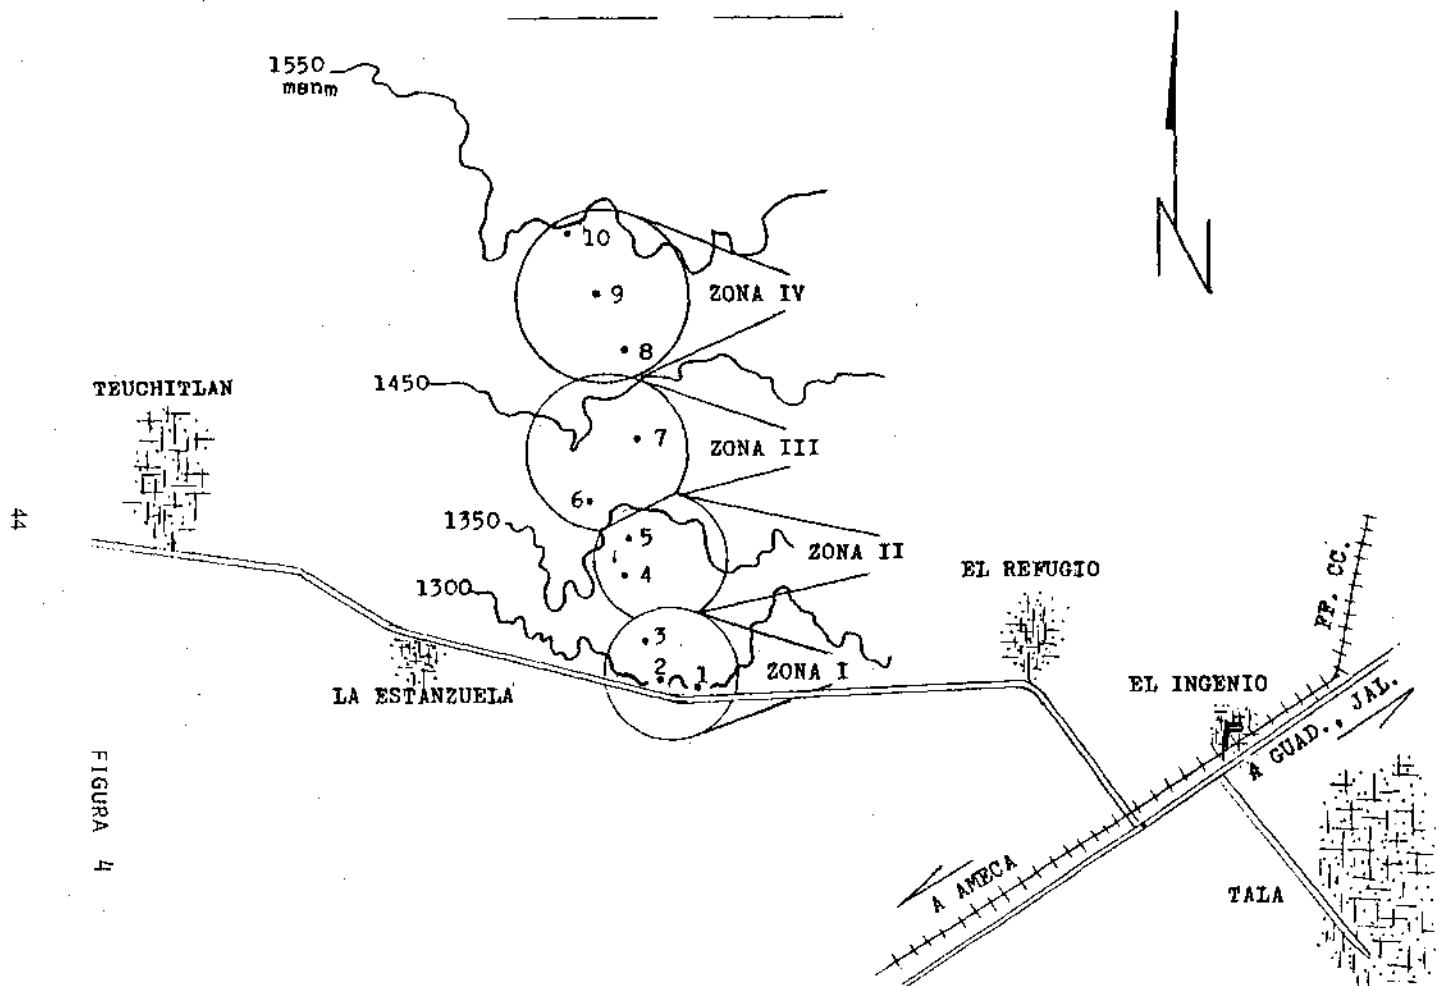 1550
msnm
10
9
ZONA IV
8
TEUCHITLAN
1450
7
ZONA III
6
1350
5
ZONA II
4
1300
EL REFUGIO
FF. CC.
3
2
1
ZONA I
LA ESTANZUELA
EL INGENIO
A GUAD., JAL.
A AMECA
TALA
N
44
FIGURA 4